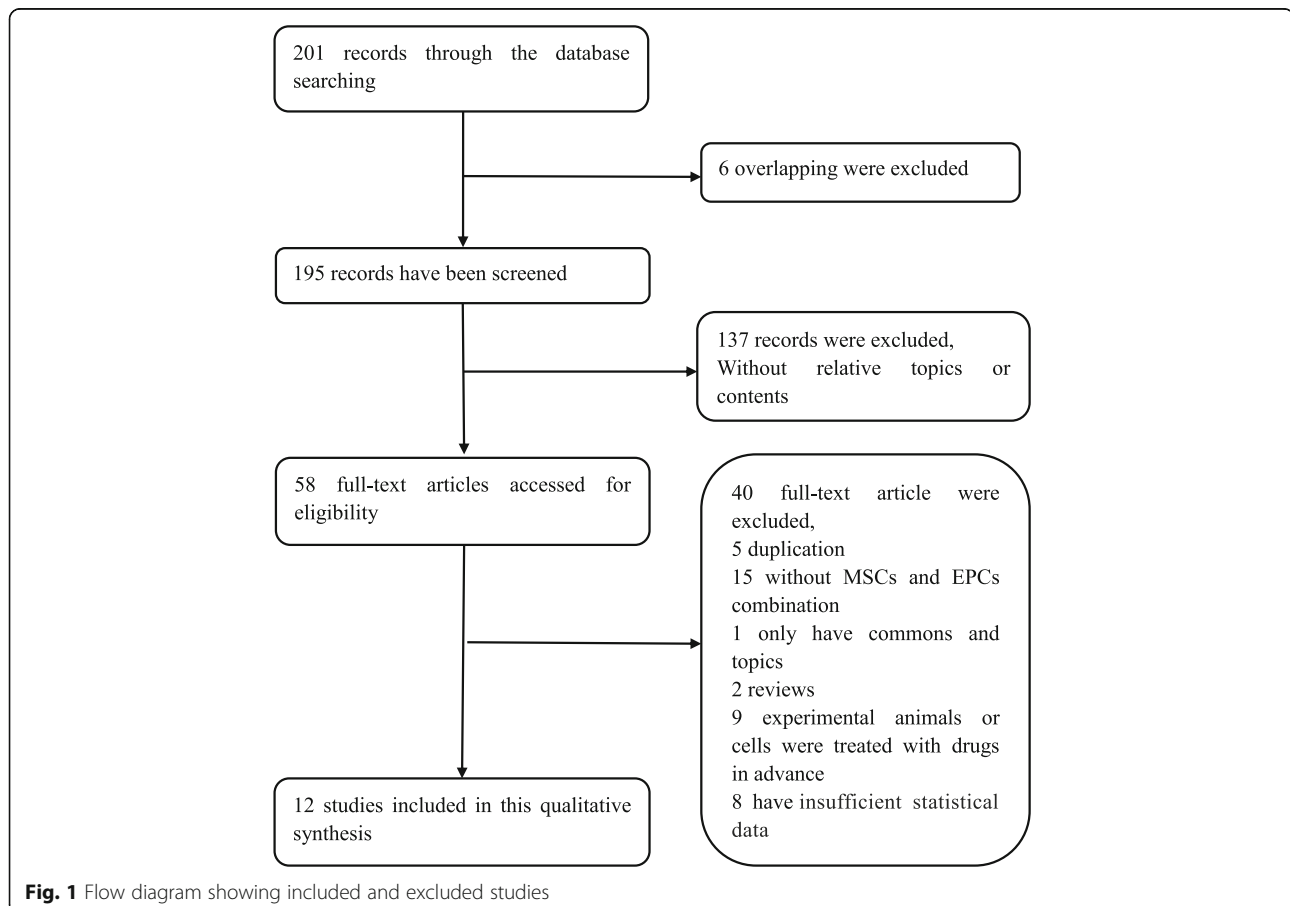 201 records through the database
searching
6 overlapping were excluded
195 records have been screened
137 records were excluded,
Without relative topics or
contents
58 full-text articles accessed for
eligibility
40 full-text article were
excluded,
5 duplication
15 without MSCs and EPCs
combination
1 only have commons and
topics
2 reviews
9 experimental animals or
cells were treated with drugs
in advance
8 have insufficient statistical
data
12 studies included in this qualitative
synthesis
Fig. 1 Flow diagram showing included and excluded studies